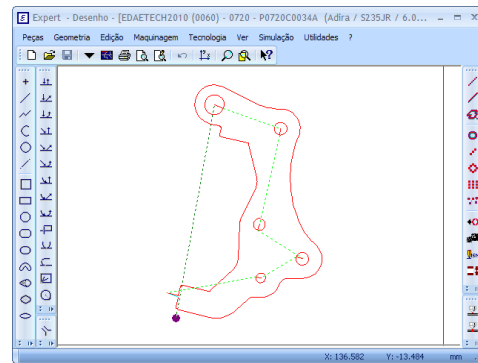 Expert - Desenho - [EDAETECH2010 (0060) - 0720 - P0720C0034A (Adira / S235JR / 6.0...
Peças Geometria Edição Maquinagem Tecnologia Ver Simulação Utilidades ?
X: 136.582 Y: -13.484 mm